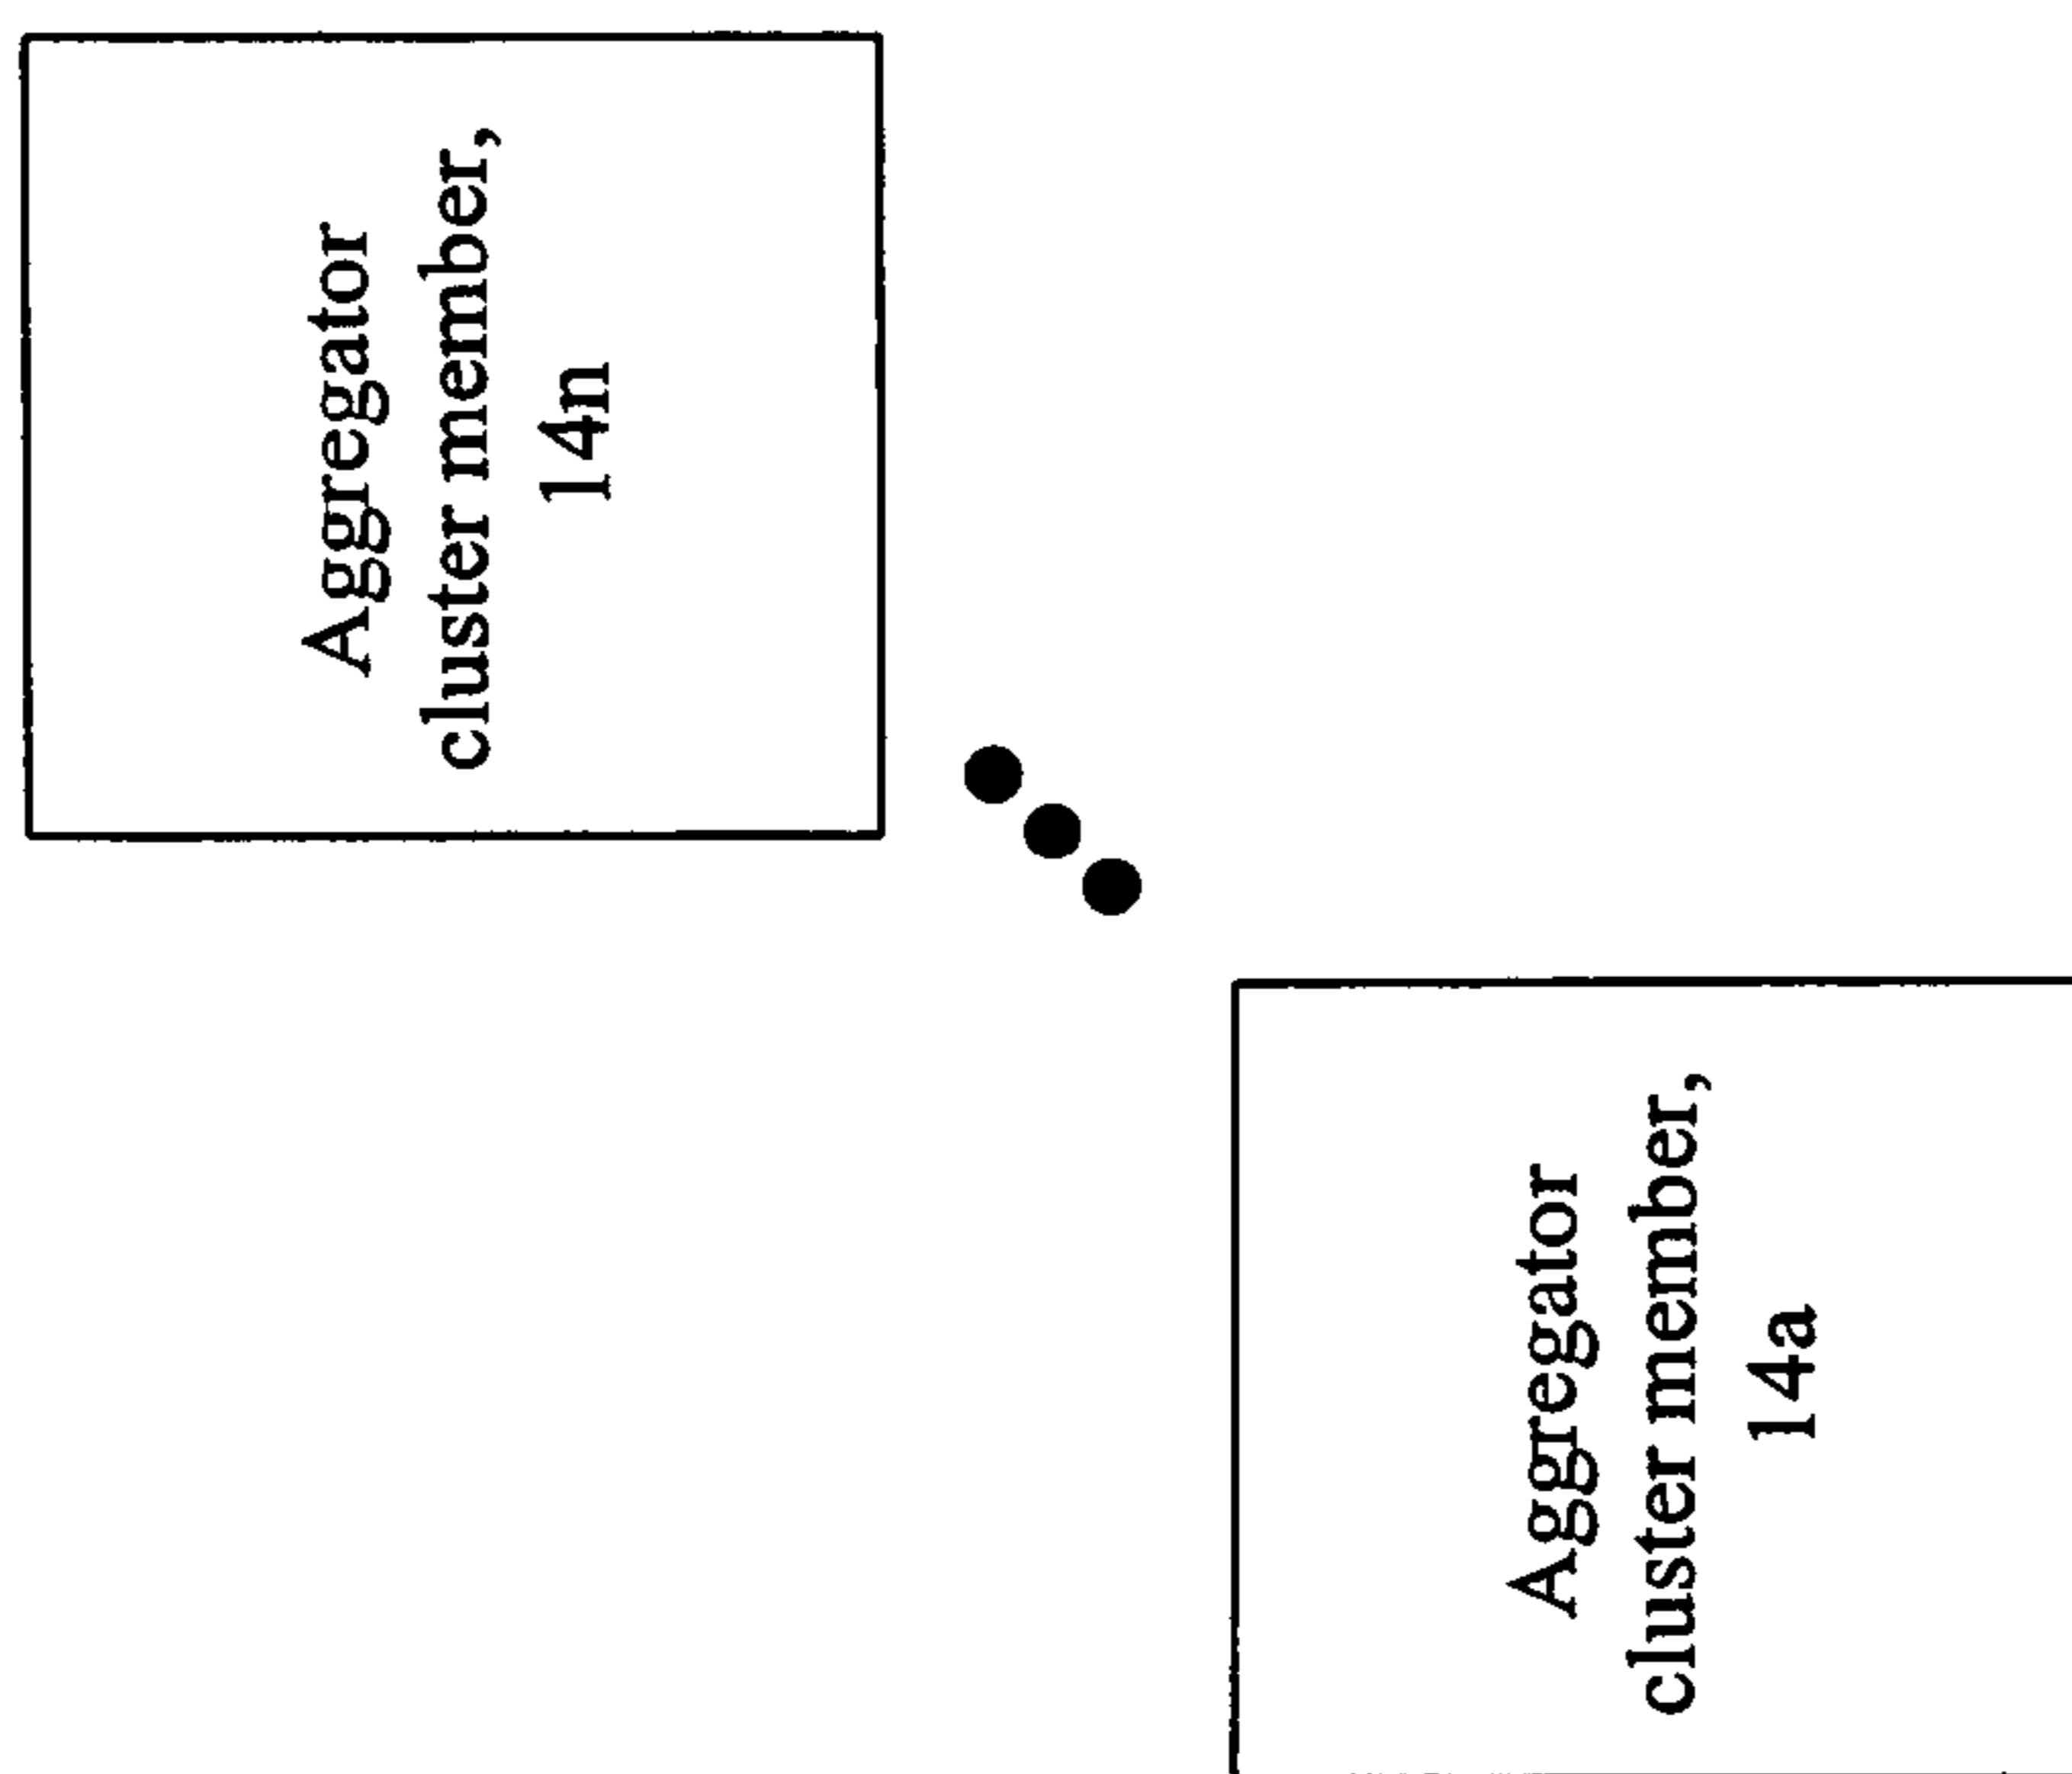 Aggregator
cluster member,
14n
Aggregator
cluster member,
14a